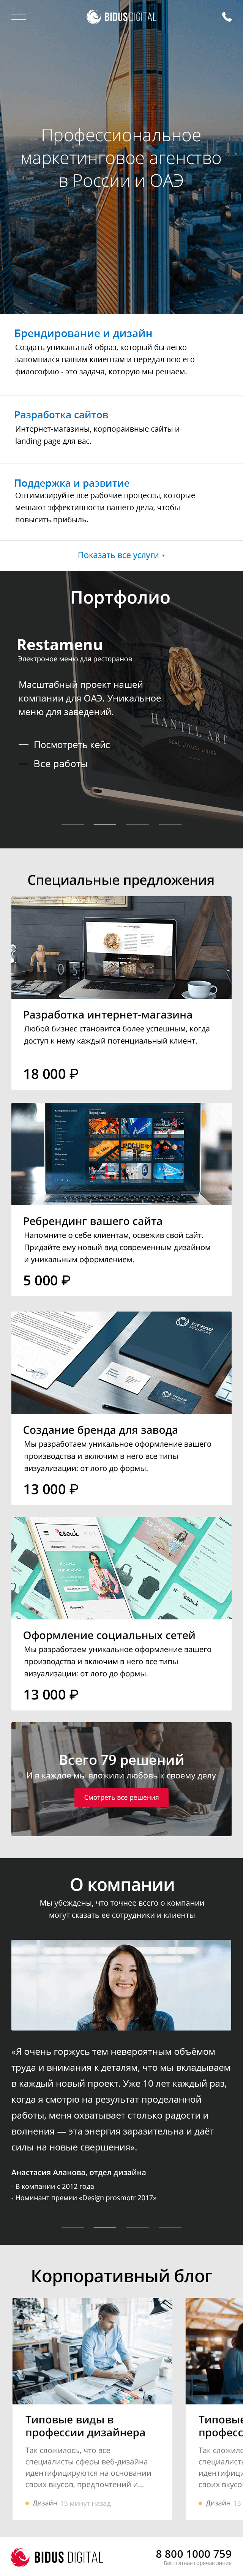 BIDUS DIGITAL
Профессиональное
маркетинговое агенство
в России и ОАЭ
Брендирование и дизайн
Создать уникальный образ, который бы легко
запомнился вашим клиентам и передал всю его
философию - это задача, которую мы решаем.
Разработка сайтов
Интернет-магазины, корпораивные сайты и
landing page для вас.
Поддержка и развитие
Оптимизируйте все рабочие процессы, которые
мешают эффективности вашего дела, чтобы
повысить прибыль.
Показать все услуги
Портфолио
Restamenu
Электроное меню для ресторанов
Масштабный проект нашей
компании для ОАЭ. Уникальное
меню для заведений.
HANTEL ART
REAL LUXURY LIVING
Посмотреть кейс
Все работы
Специальные предложения
Разработка интернет-магазина
Любой бизнес становится более успешным, когда
доступ к нему каждый потенциальный клиент.
18 000 ₽
Ребрендинг вашего сайта
Напомните о себе клиентам, освежив свой сайт.
Придайте ему новый вид современным дизайном
и уникальным оформлением.
5 000 ₽
Создание бренда для завода
Мы разработаем уникальное оформление вашего
производства и включим в него все типы
визуализации: от лого до формы.
13 000 ₽
Оформление социальных сетей
Мы разработаем уникальное оформление вашего
производства и включим в него все типы
визуализации: от лого до формы.
13 000 ₽
Всего 79 решений
И в каждое мы вложили любовь к своему делу
Смотреть все решения
О компании
Мы убеждены, что точнее всего о компании
могут сказать ее сотрудники и клиенты
«Я очень горжусь тем невероятным объёмом
труда и внимания к деталям, что мы вкладываем
в каждый новый проект. Уже 10 лет каждый раз,
когда я смотрю на результат проделанной
работы, меня охватывает столько радости и
волнения — эта энергия заразительна и даёт
силы на новые свершения».
Анастасия Аланова, отдел дизайна
- В компании с 2012 года
- Номинант премии «Design prosmotr 2017»
Корпоративный блог
Типовые виды в
профессии дизайнера
Так сложилось, что все
специалисты сферы веб-дизайна
идентифицируются на основании
своих вкусов, предпочтений и...
Дизайн 15 минут назад
Типовые
професс
Так сложилс
специалисть
идентифици
своих вкусо
Дизайн 15
BIDUS DIGITAL
8 800 1000 759
Бесплатная горячая линия